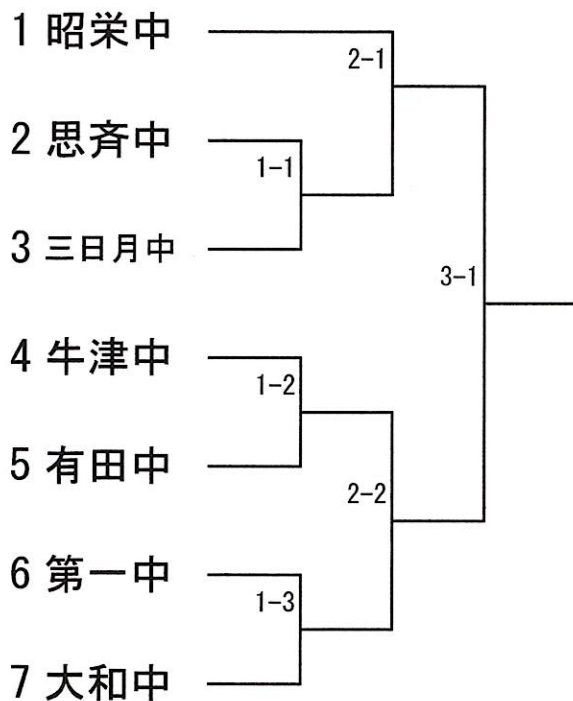 1 昭栄中
2-1
2 思斉中
1-1
3 三日月中
3-1
4 牛津中
1-2
5 有田中
2-2
6 第一中
1-3
7 大和中